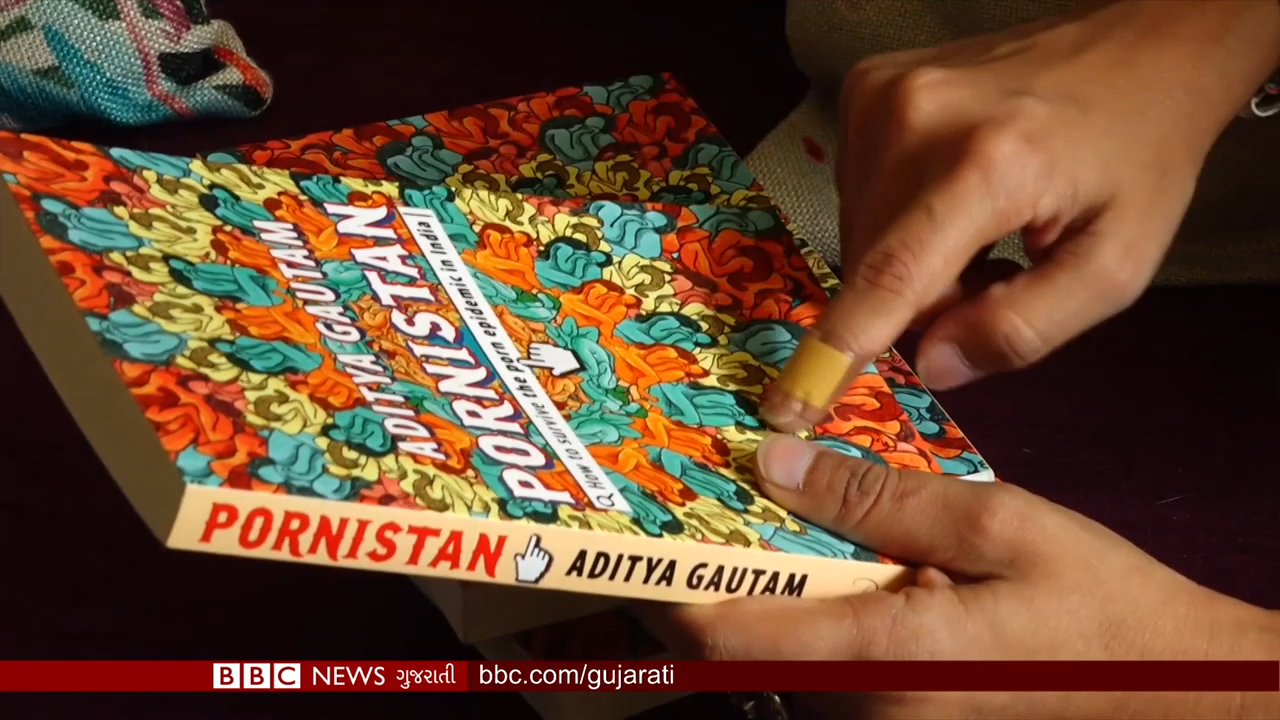 ADITYA GAUTAM
PORNISTAN
How to survive the porn epidemic in India
PORNISTAN ADITYA GAUTAM
BBC NEWS ગુજરાતી bbc.com/gujarati